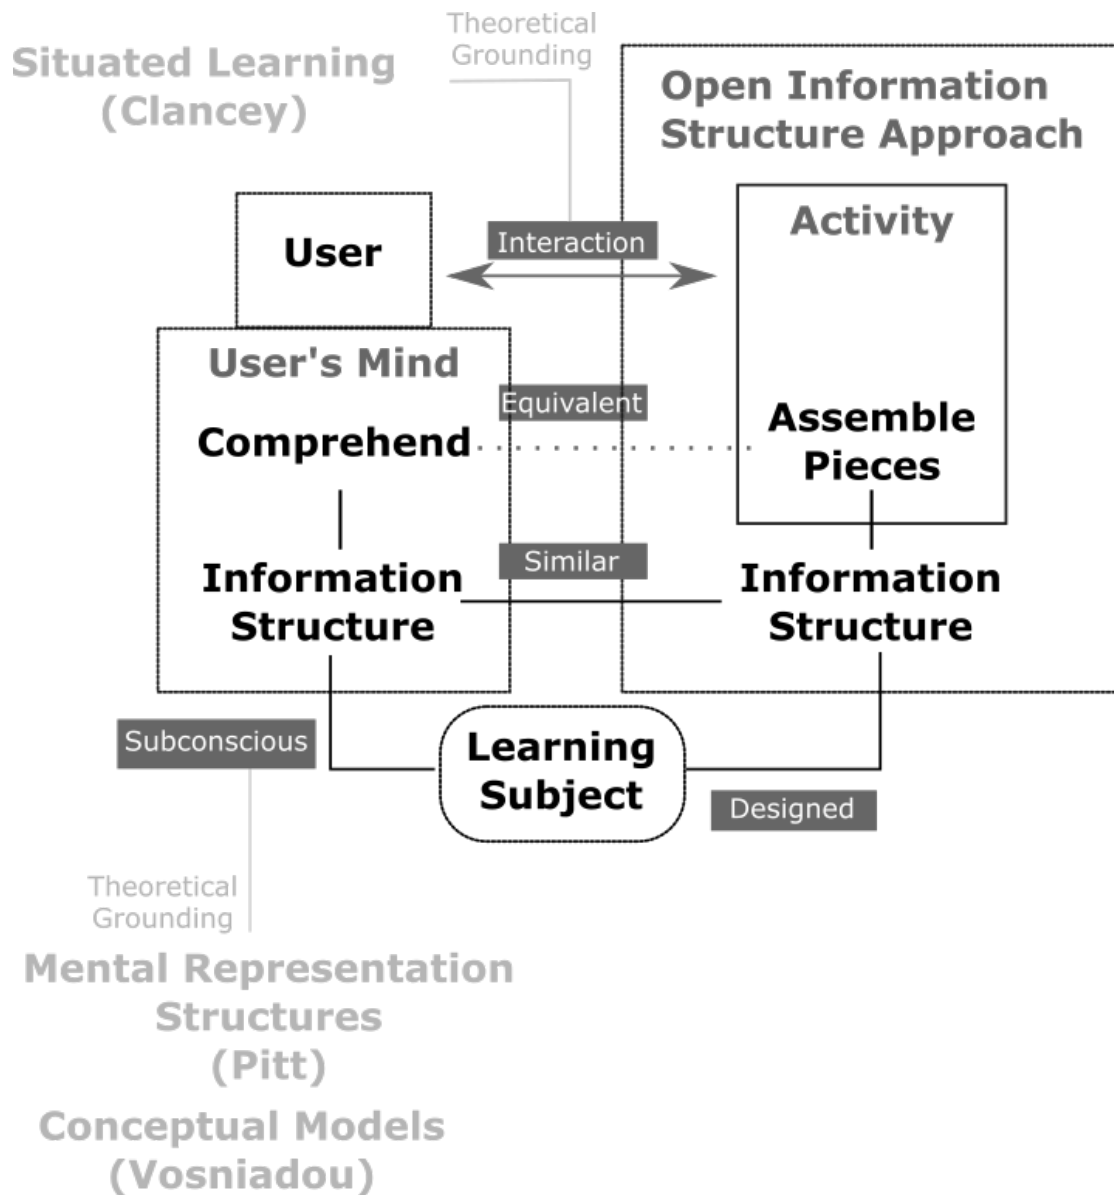 Theoretical
Grounding
Situated Learning
(Clancey)
Open Information
Structure Approach
User
Interaction
Activity
User's Mind
Equivalent
Comprehend
Assemble
Pieces
Similar
Information
Structure
Information
Structure
Subconscious
Learning
Subject
Designed
Theoretical
Grounding
Mental Representation
Structures
(Pitt)
Conceptual Models
(Vosniadou)